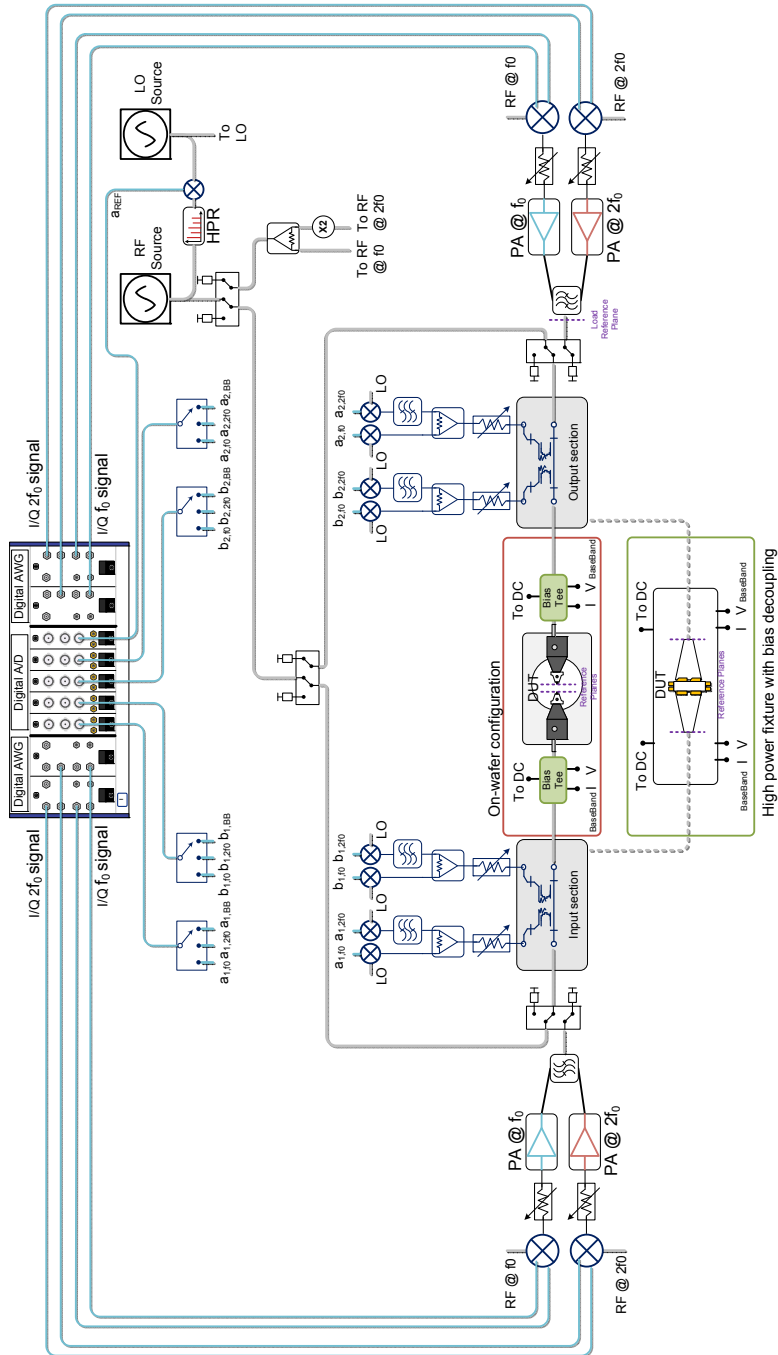 I/Q 2f0 signal
I/Q f0 signal
Digital AWG
Digital A/D
Digital AWG
I/Q 2f0 signal
I/Q f0 signal
RF
Source
LO
Source
aREF
HPR
To
LO
X2
To RF
@ f0
To RF
@ 2f0
a1,f0 a1,2f0 a1,BB
b1,f0 b1,2f0 b1,BB
b2,f0 b2,2f0 b2,BB
a2,f0 a2,2f0 a2,BB
a1,f0 a1,2f0
LO
b1,f0 b1,2f0
LO
b2,f0 b2,2f0
LO
LO
a2,f0 a2,2f0
LO
LO
Input section
Output section
On-wafer configuration
To DC
Bias
Tee
BaseBand
I V
DUT
Reference
Planes
To DC
Bias
Tee
I V
BaseBand
RF @ f0
PA @ f0
RF @ 2f0
PA @ 2f0
Load
Reference
Plane
PA @ f0
RF @ f0
PA @ 2f0
RF @ 2f0
To DC
DUT
To DC
Reference Planes
BaseBand
I V
I V
BaseBand
High power fixture with bias decoupling